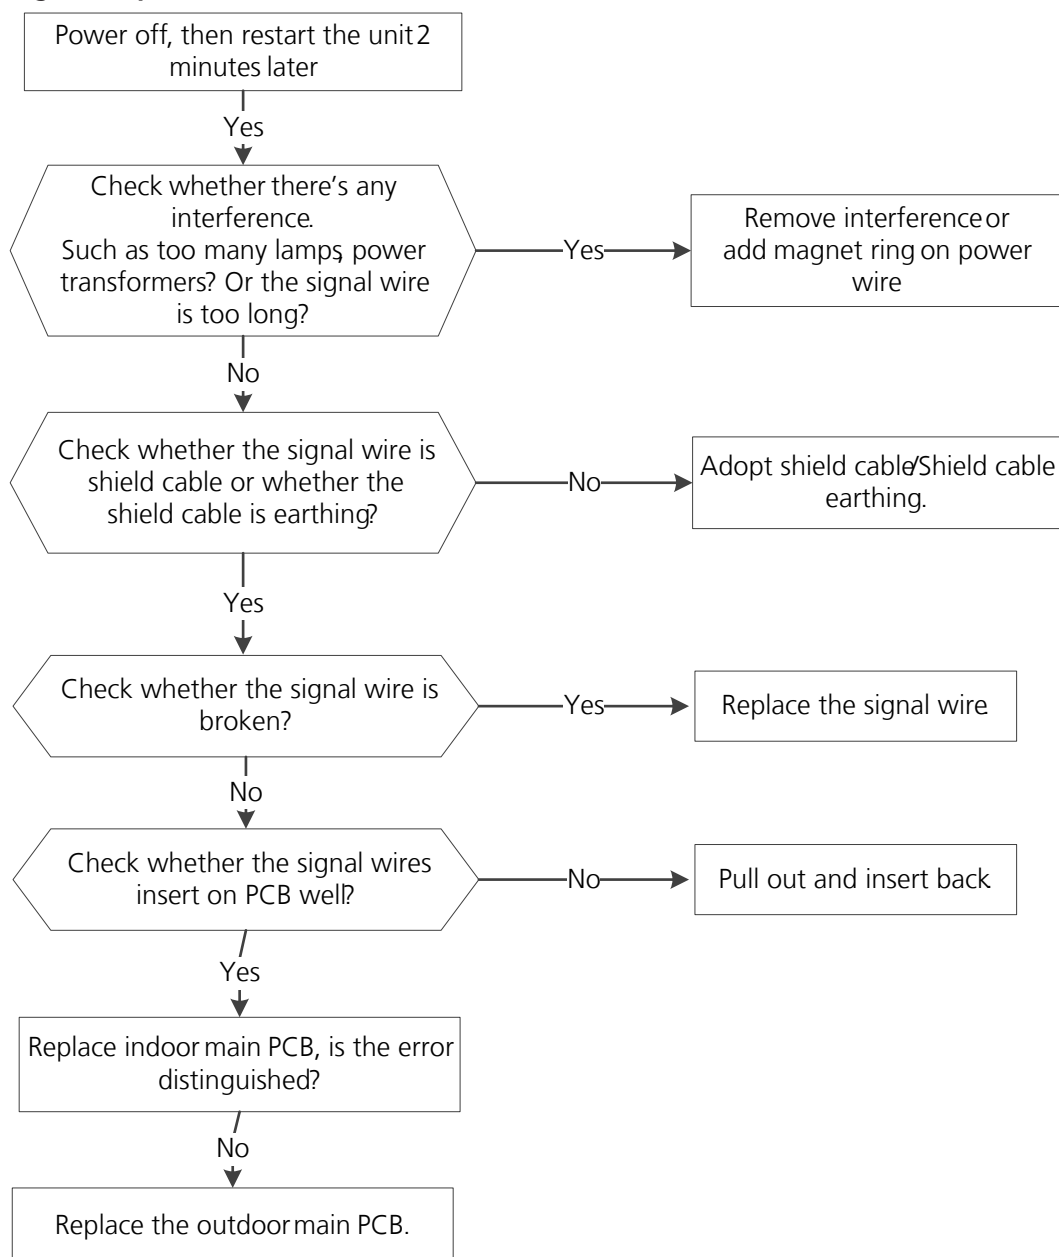 Power off, then restart the unit 2
minutes later
Yes
Check whether there's any
interference.
Such as too many lamps, power
transformers? Or the signal wire
is too long?
Yes
Remove interference or
add magnet ring on power
wire
No
Check whether the signal wire is
shield cable or whether the
shield cable is earthing?
No
Adopt shield cable/Shield cable
earthing.
Yes
Check whether the signal wire is
broken?
Yes
Replace the signal wire
No
Check whether the signal wires
insert on PCB well?
No
Pull out and insert back
Yes
Replace indoor main PCB, is the error
distinguished?
No
Replace the outdoor main PCB.